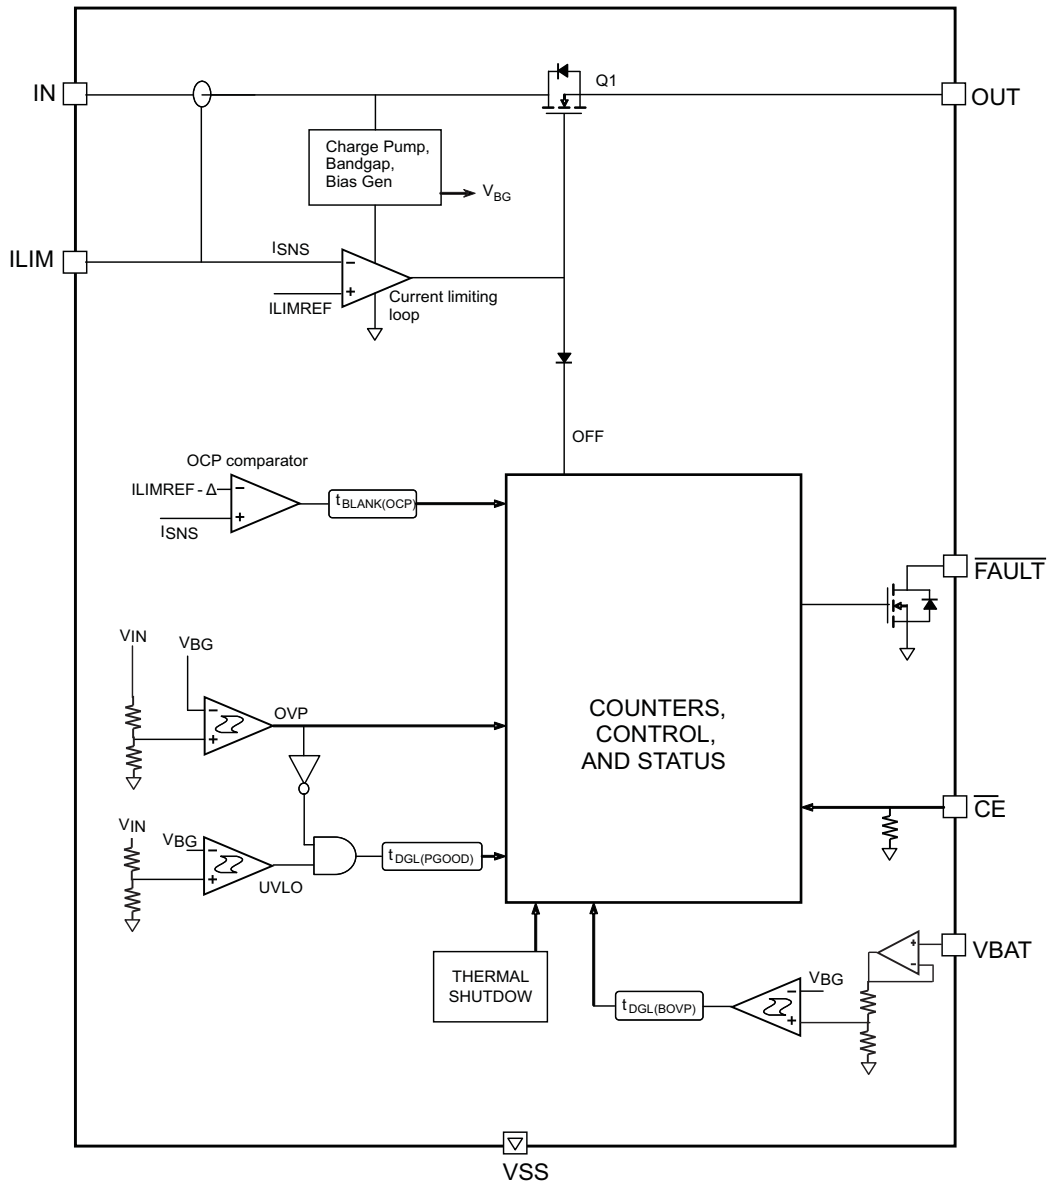 Q1
IN
OUT
Charge Pump,
Bandgap,
Bias Gen
VBG
ILIM
ISNS
ILIMREF
Current limiting
loop
OFF
OCP comparator
ILIMREF - Δ
tBLANK(OCP)
ISNS
FAULT
VIN
VBG
OVP
COUNTERS,
CONTROL,
AND STATUS
CE
VIN
VBG
tDGL(PGOOD)
UVLO
VBAT
THERMAL
SHUTDOW
VBG
tDGL(BOVP)
VSS